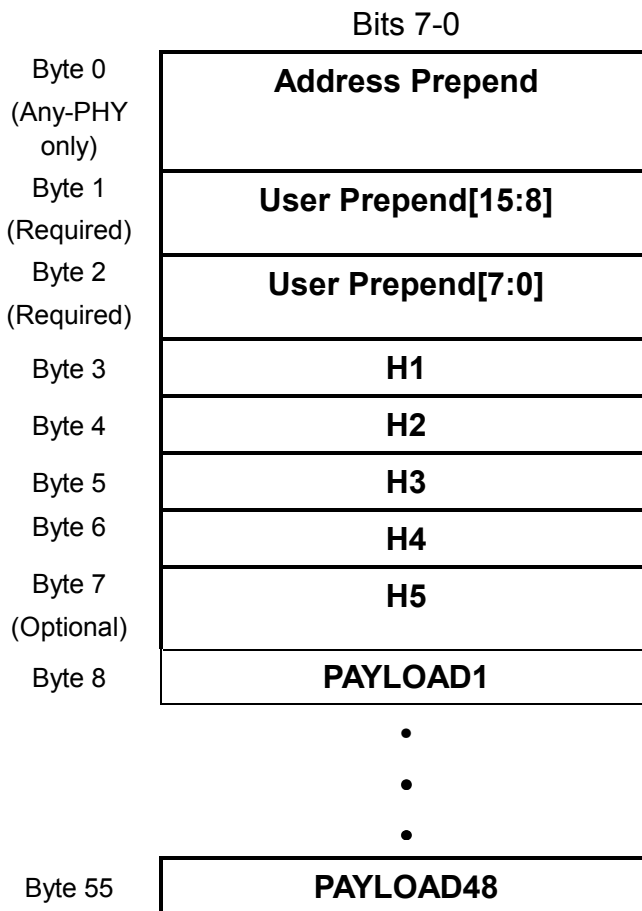 Bits 7-0
Byte 0
(Any-PHY
only)
Address Prepend
Byte 1
(Required)
User Prepend[15:8]
Byte 2
(Required)
User Prepend[7:0]
Byte 3
H1
Byte 4
H2
Byte 5
H3
Byte 6
H4
Byte 7
(Optional)
H5
Byte 8
PAYLOAD1
•
•
•
Byte 55
PAYLOAD48